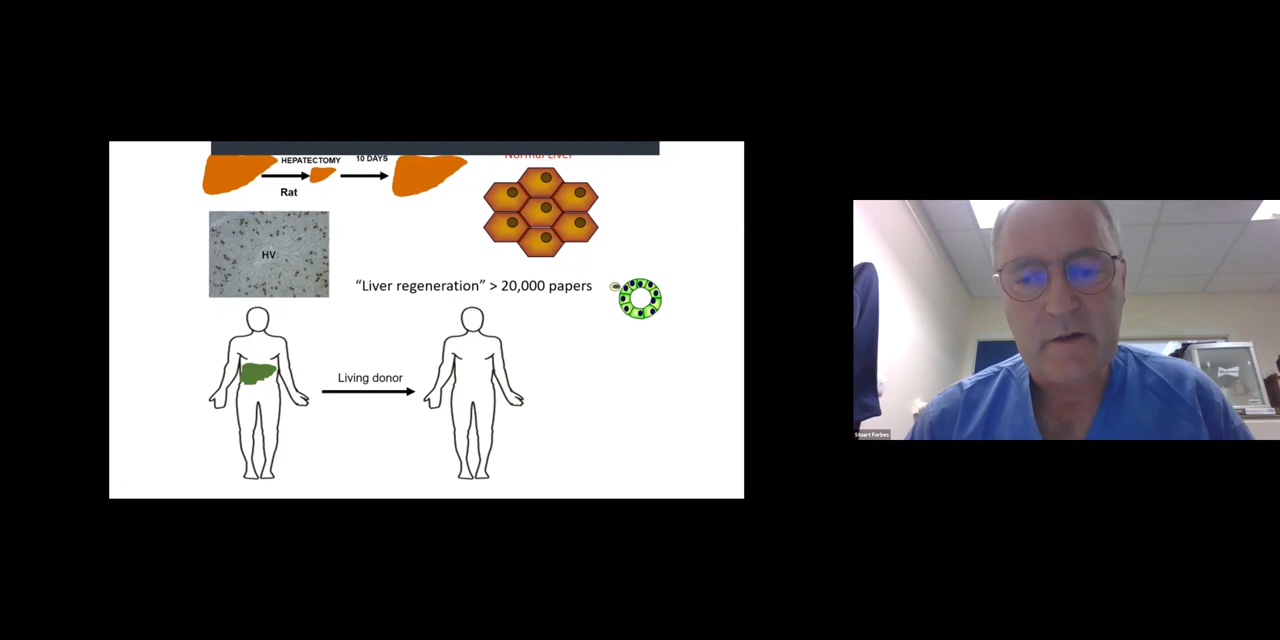 HEPATECTOMY
10 DAYS
Normal Liver
Rat
HV
“Liver regeneration” > 20,000 papers
Living donor
Stuart Forbes